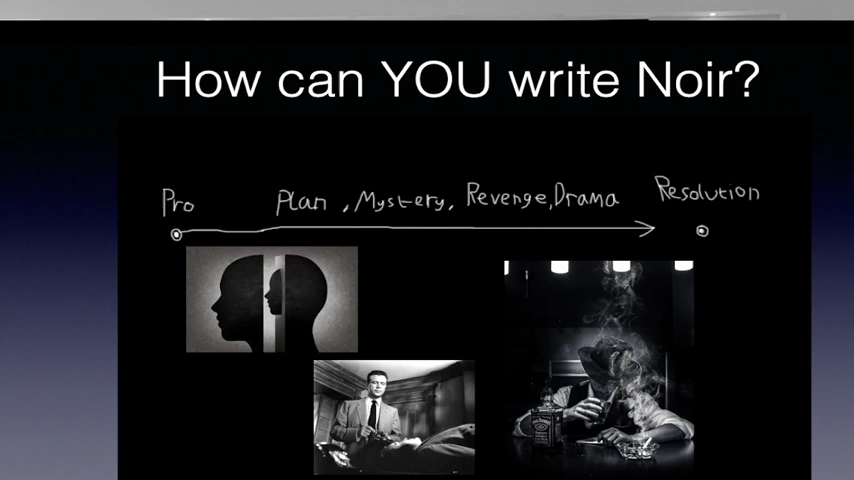 How can YOU write Noir?
Pro Plan, Mystery, Revenge, Drama Resolution